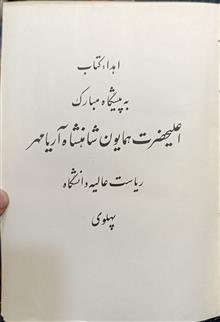 اهداء کتاب
به پیشگاه مبارک
اعلیحضرت همایون شاهنشاه آریامهر
ریاست عالیه دانشگاه
پهلوی